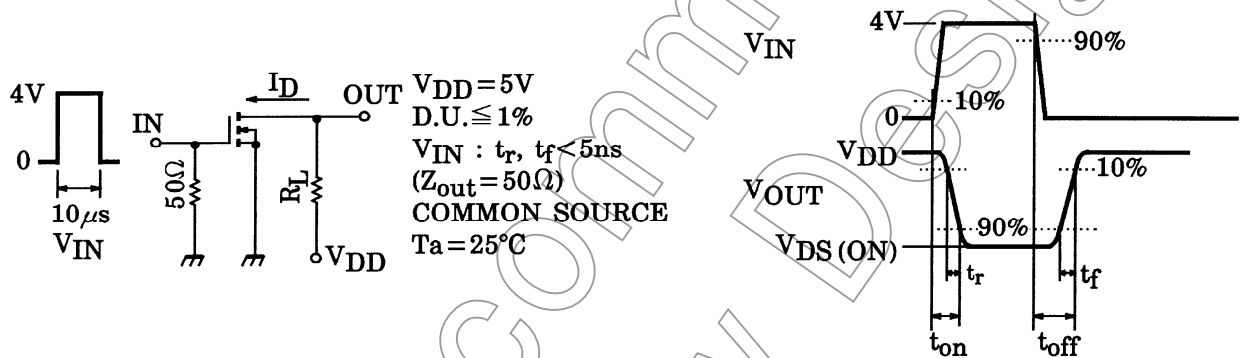 4V
0
10μs
VIN
IN
50Ω
ID
OUT
RL
VDD
VDD=5V
D.U.≦1%
VIN : tr, tf<5ns
(Zout=50Ω)
COMMON SOURCE
Ta=25°C
VIN
4V
90%
10%
0
VDD
VOUT
10%
90%
VDS (ON)
tr
tf
ton
toff